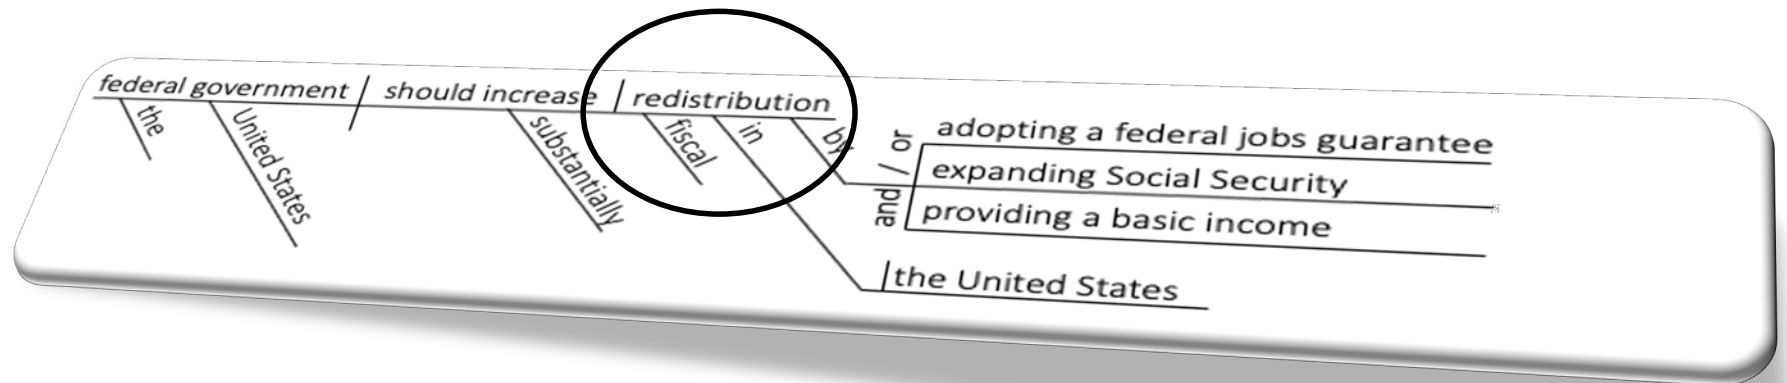 federal government should increase redistribution
the
United States
substantially
fiscal
in
by
and / or
adopting a federal jobs guarantee
expanding Social Security
providing a basic income
the United States